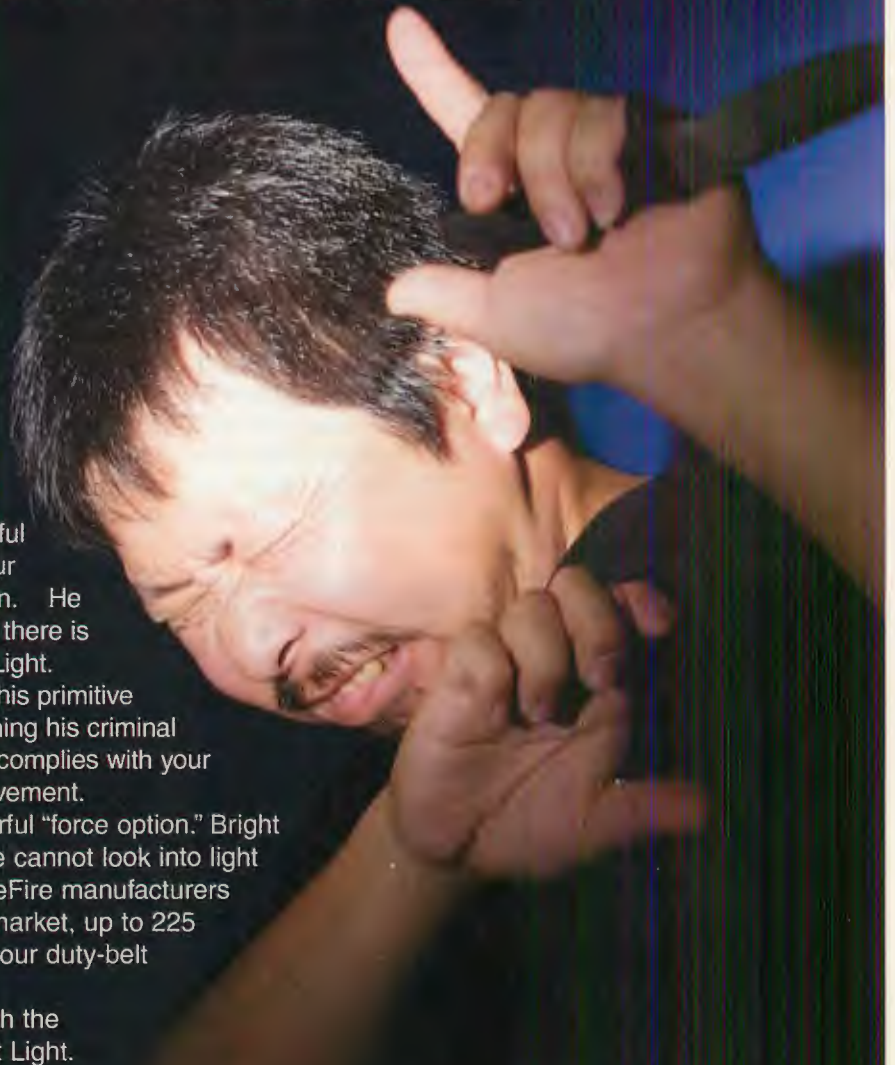 ful
ur
n. He
there is
Light.
his primitive
ning his criminal
complies with your
vement.
rful “force option.” Bright
e cannot look into light
eFire manufacturers
market, up to 225
our duty-belt
h the
t Light.